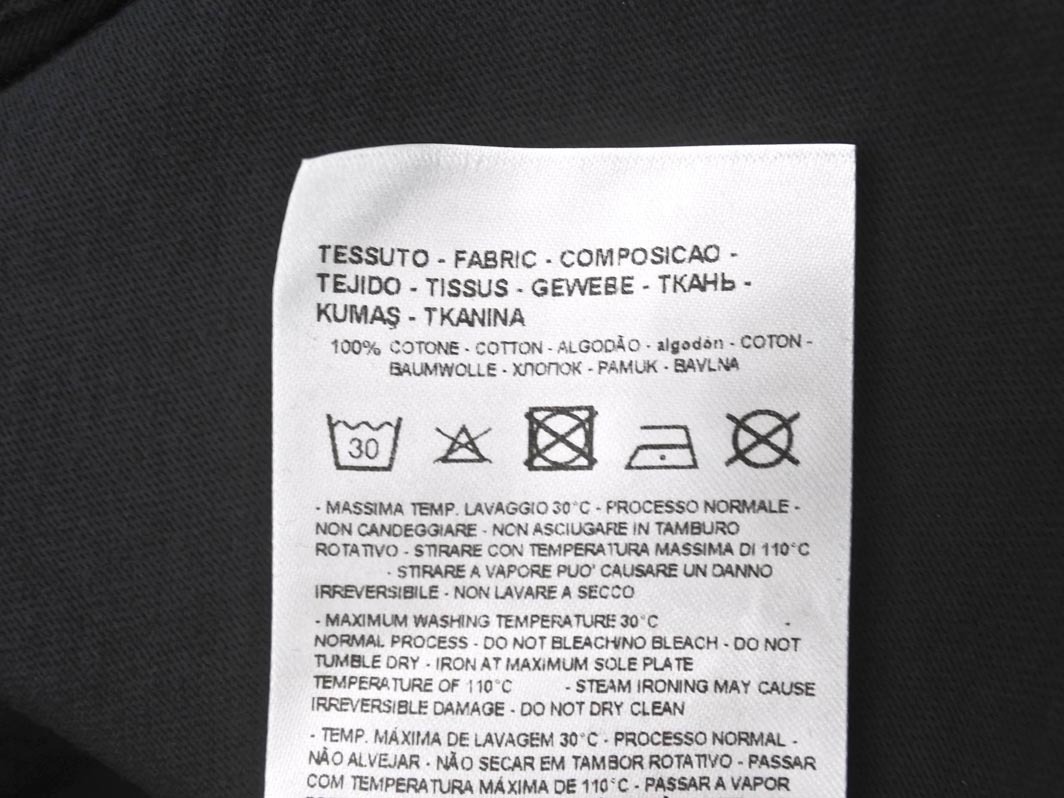 TESSUTO - FABRIC - COMPOSICAO -
TEJIDO - TISSUS - GEWEBE - ТКАНЬ -
KUMAŞ - TKANINA
100% COTONE - COTTON - ALGODÃO - algodón - COTON -
BAUMWOLLE - ХЛОПОК - PAMUK - BAVLNA
30
- MASSIMA TEMP. LAVAGGIO 30°C - PROCESSO NORMALE -
NON CANDEGGIARE - NON ASCIUGARE IN TAMBURO
ROTATIVO - STIRARE CON TEMPERATURA MASSIMA DI 110°C
- STIRARE A VAPORE PUO' CAUSARE UN DANNO
IRREVERSIBILE - NON LAVARE A SECCO
- MAXIMUM WASHING TEMPERATURE 30°C -
NORMAL PROCESS - DO NOT BLEACH/NO BLEACH - DO NOT
TUMBLE DRY - IRON AT MAXIMUM SOLE PLATE
TEMPERATURE OF 110°C - STEAM IRONING MAY CAUSE
IRREVERSIBLE DAMAGE - DO NOT DRY CLEAN
- TEMP. MÁXIMA DE LAVAGEM 30°C - PROCESSO NORMAL -
NÃO ALVEJAR - NÃO SECAR EM TAMBOR ROTATIVO - PASSAR
COM TEMPERATURA MÁXIMA DE 110°C - PASSAR A VAPOR